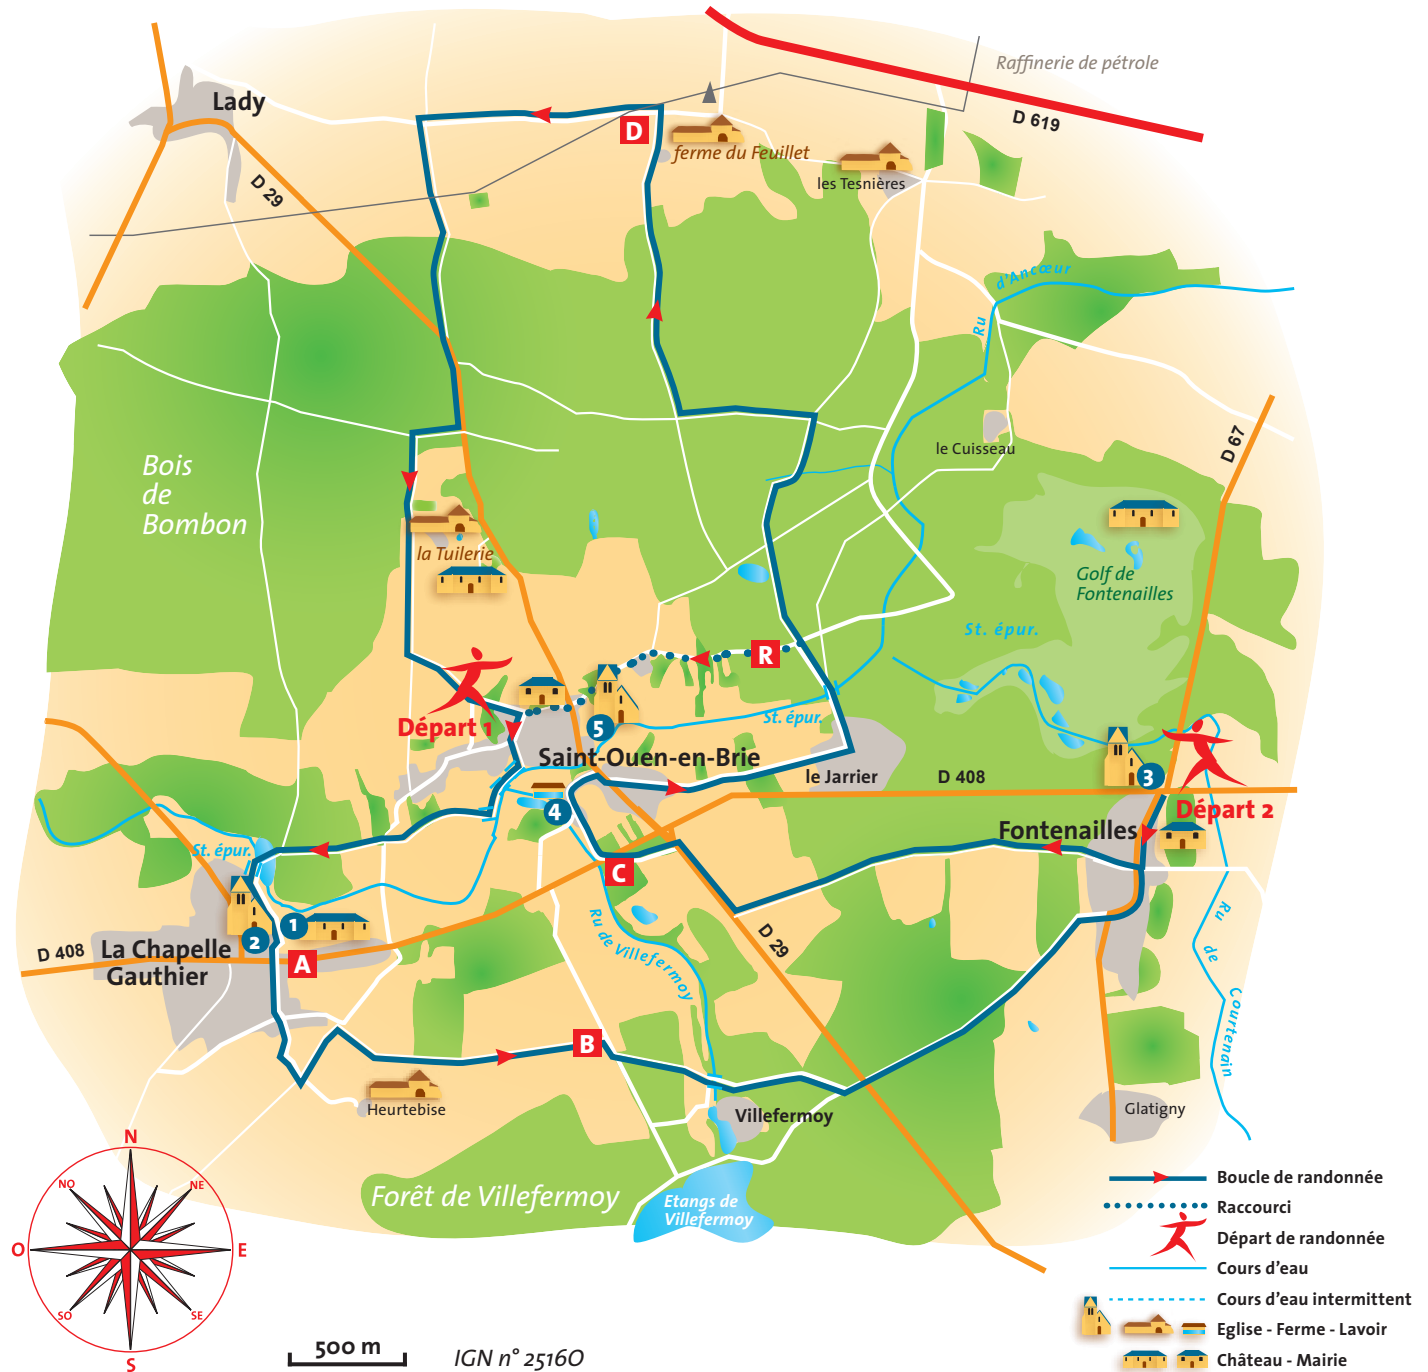 Raffinerie de pétrole
D 619
Lady
D
ferme du Feuillet
les Tesnières
D 29
Ru
d'Ancœur
D 67
le Cuisseau
Bois
de
Bombon
la Tuilerie
Golf de
Fontenailles
St. épur.
R
Départ 1
5
St. épur.
Saint-Ouen-en-Brie
le Jarrier
D 408
3
Départ 2
4
Fontenailles
St. épur.
C
1
2
D 408
La Chapelle
Gauthier
A
Ru de Villefermoy
D 29
Ru
de
Courtenain
B
Heurtebise
Villefermoy
Glatigny
Forêt de Villefermoy
Etangs de
Villefermoy
N
NO
NE
O
E
SO
SE
S
500 m
IGN n° 2516O
Boucle de randonnée
Raccourci
Départ de randonnée
Cours d'eau
Cours d'eau intermittent
Eglise - Ferme - Lavoir
Château - Mairie